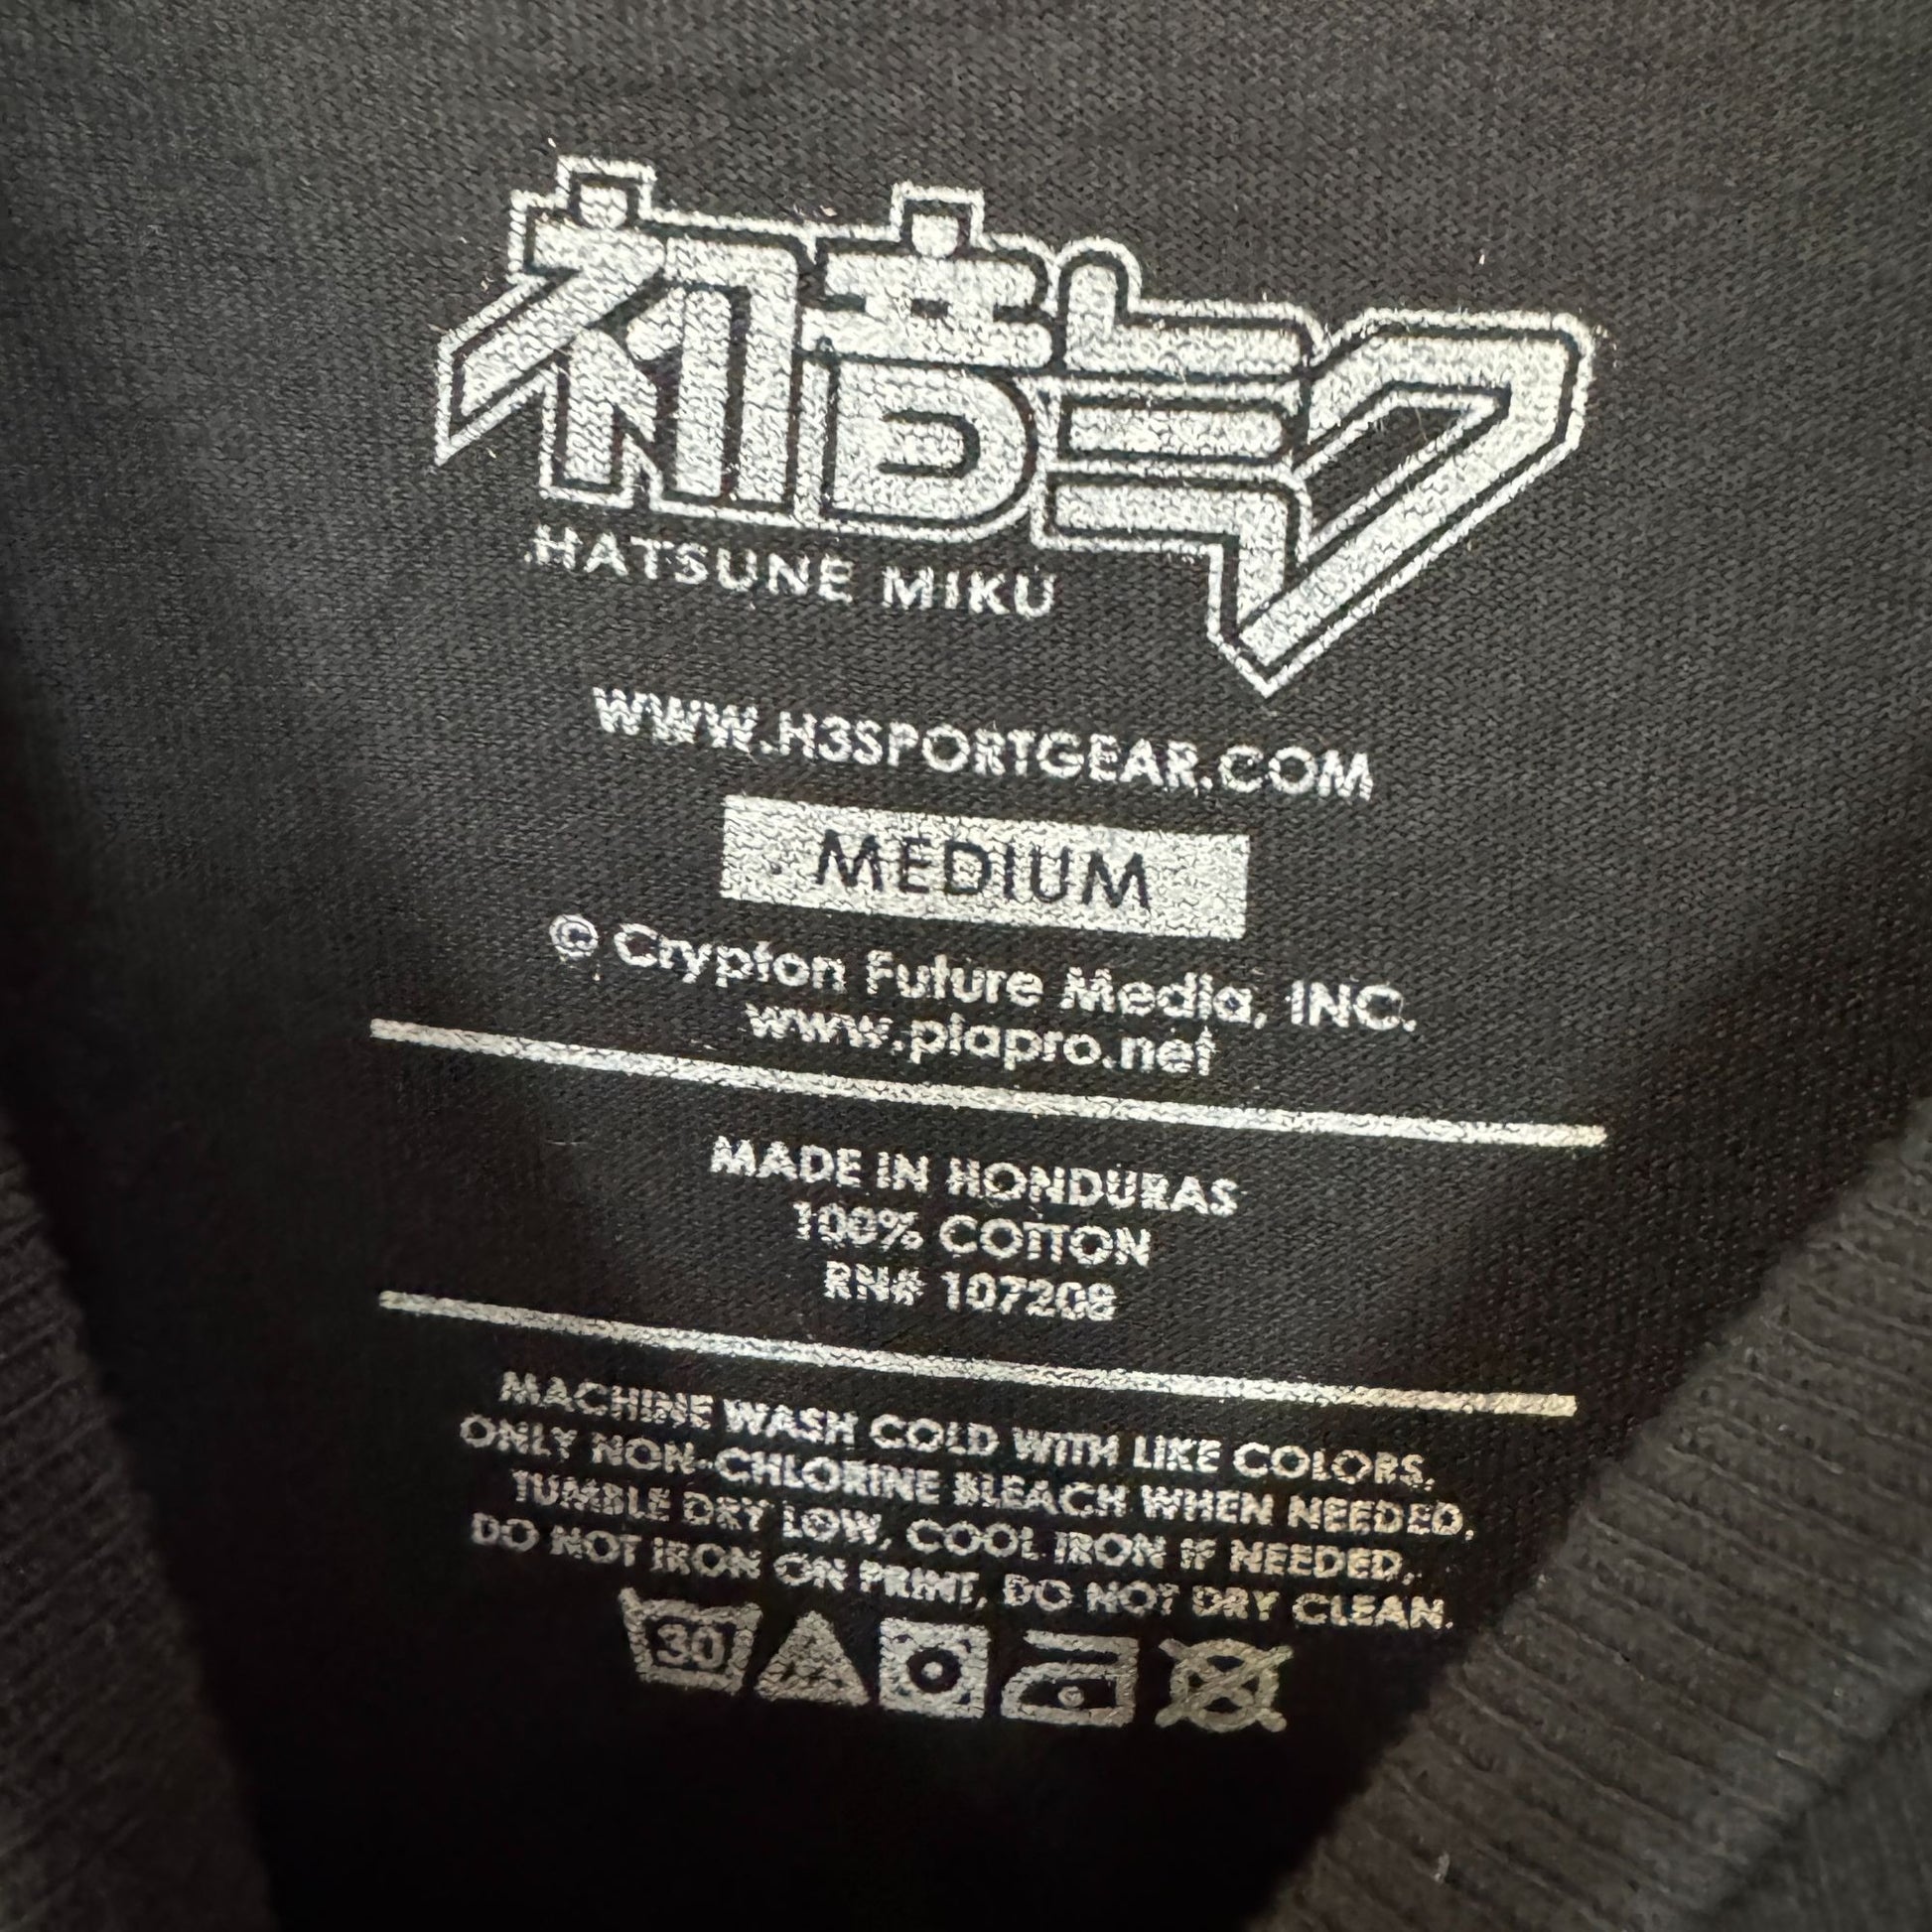 初音ミク
HATSUNE MIKU
WWW.H3SPORTGEAR.COM
MEDIUM
© Crypton Future Media, INC.
www.piapro.net
MADE IN HONDURAS
100% COTTON
RN# 107208
MACHINE WASH COLD WITH LIKE COLORS.
ONLY NON-CHLORINE BLEACH WHEN NEEDED,
TUMBLE DRY LOW, COOL IRON IF NEEDED,
DO NOT IRON ON PRINT, DO NOT DRY CLEAN.
30